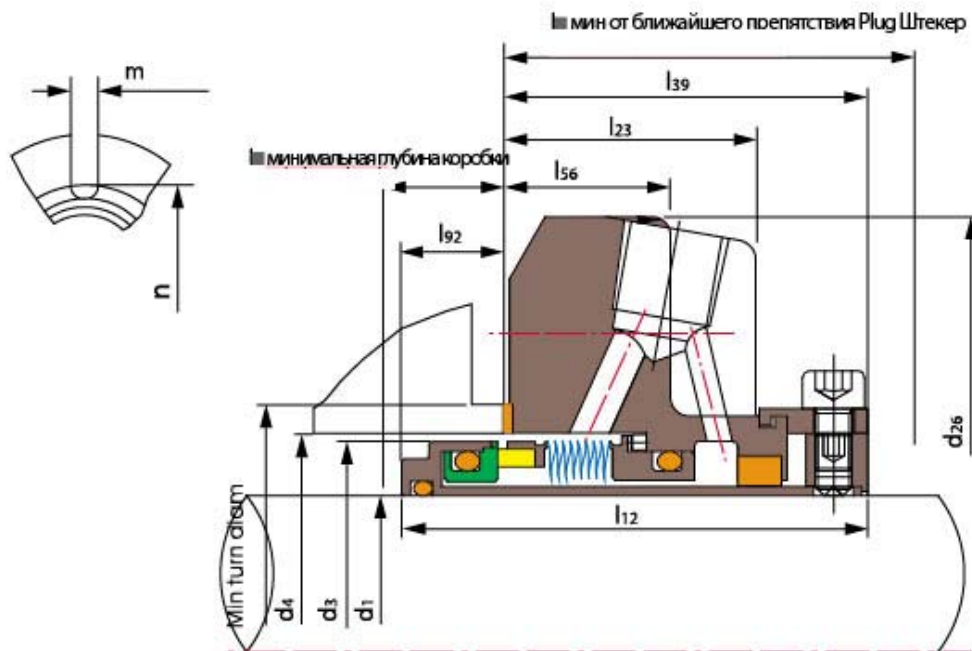 l мин от ближайшего препятствия Plug Штекер
m
l39
l23
l минимальная глубина коробки
l56
l92
n
d26
l12
Min turn diam
d4
d3
d1